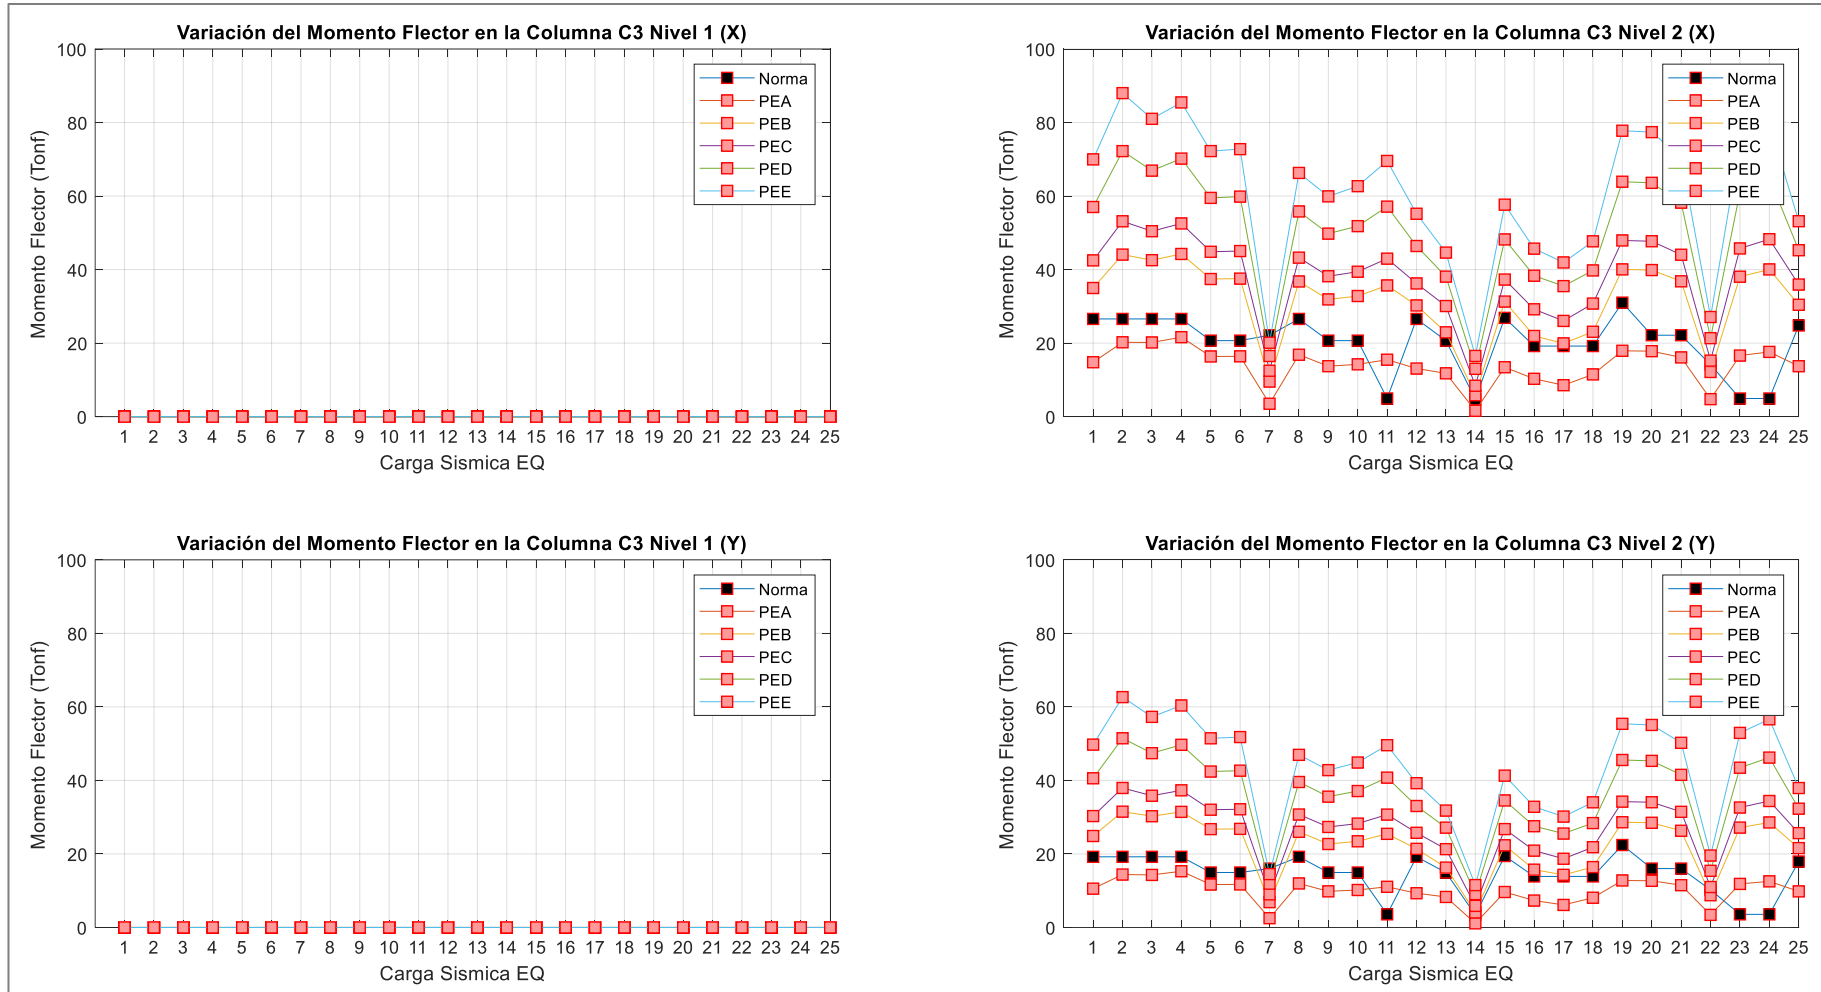 Variación del Momento Flector en la Columna C3 Nivel 1 (X)
Momento Flector (Tonf)
100
80
60
40
20
0
1 2 3 4 5 6 7 8 9 10 11 12 13 14 15 16 17 18 19 20 21 22 23 24 25
Carga Sismica EQ
Norma
PEA
PEB
PEC
PED
PEE
Variación del Momento Flector en la Columna C3 Nivel 2 (X)
Momento Flector (Tonf)
100
80
60
40
20
0
1 2 3 4 5 6 7 8 9 10 11 12 13 14 15 16 17 18 19 20 21 22 23 24 25
Carga Sismica EQ
Norma
PEA
PEB
PEC
PED
PEE
Variación del Momento Flector en la Columna C3 Nivel 1 (Y)
Momento Flector (Tonf)
100
80
60
40
20
0
1 2 3 4 5 6 7 8 9 10 11 12 13 14 15 16 17 18 19 20 21 22 23 24 25
Carga Sismica EQ
Norma
PEA
PEB
PEC
PED
PEE
Variación del Momento Flector en la Columna C3 Nivel 2 (Y)
Momento Flector (Tonf)
100
80
60
40
20
0
1 2 3 4 5 6 7 8 9 10 11 12 13 14 15 16 17 18 19 20 21 22 23 24 25
Carga Sismica EQ
Norma
PEA
PEB
PEC
PED
PEE